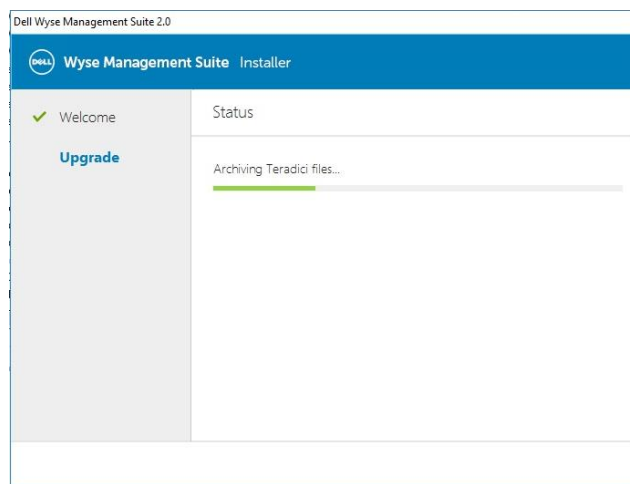 Dell Wyse Management Suite 2.0
DELL Wyse Management Suite Installer
Welcome
Status
Upgrade
Archiving Teradici files...